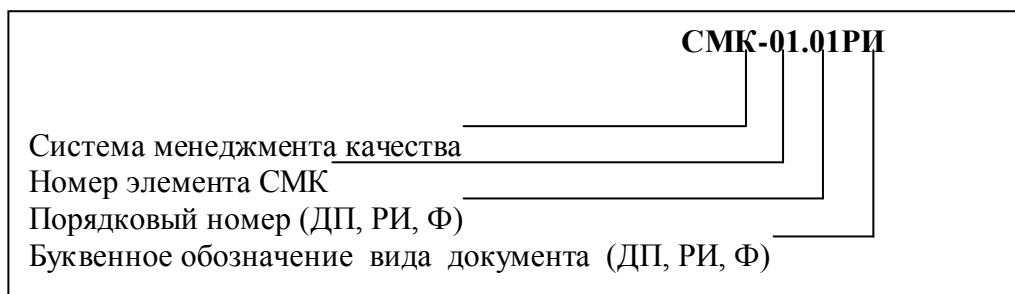 СМК-01.01РИ
Система менеджмента качества
Номер элемента СМК
Порядковый номер (ДП, РИ, Ф)
Буквенное обозначение вида документа (ДП, РИ, Ф)